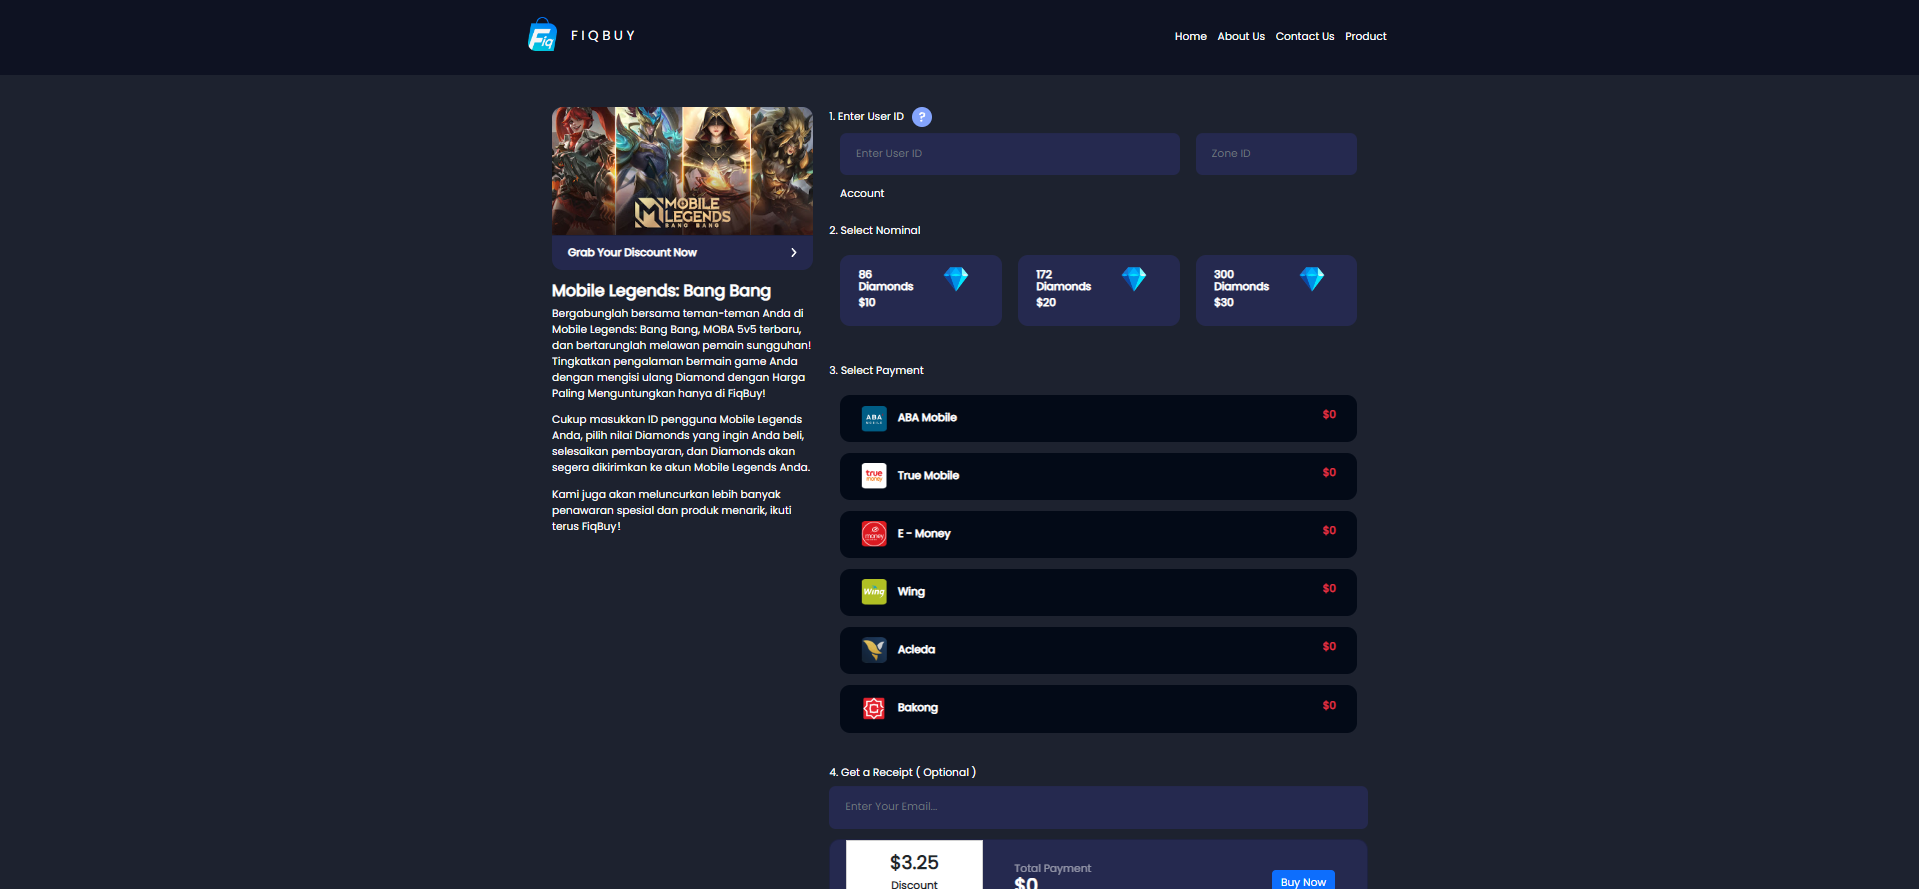 Fiq
FIQBUY
Home About Us Contact Us Product
MOBILE
LEGENDS
BANG BANG
Grab Your Discount Now
Mobile Legends: Bang Bang
Bergabunglah bersama teman-teman Anda di
Mobile Legends: Bang Bang, MOBA 5v5 terbaru,
dan bertarunglah melawan pemain sungguhan!
Tingkatkan pengalaman bermain game Anda
dengan mengisi ulang Diamond dengan Harga
Paling Menguntungkan hanya di FiqBuy!
Cukup masukkan ID pengguna Mobile Legends
Anda, pilih nilai Diamonds yang ingin Anda beli,
selesaikan pembayaran, dan Diamonds akan
segera dikirimkan ke akun Mobile Legends Anda.
Kami juga akan meluncurkan lebih banyak
penawaran spesial dan produk menarik, ikuti
terus FiqBuy!
1. Enter User ID ?
Enter User ID
Zone ID
Account
2. Select Nominal
86
Diamonds
$10
172
Diamonds
$20
300
Diamonds
$30
3. Select Payment
ABA MOBILE
ABA Mobile
$0
true money
True Mobile
$0
money
E - Money
$0
Wing
Wing
$0
Acleda
$0
Bakong
$0
4. Get a Receipt ( Optional )
Enter Your Email...
$3.25
Discount
Total Payment
$0
Buy Now